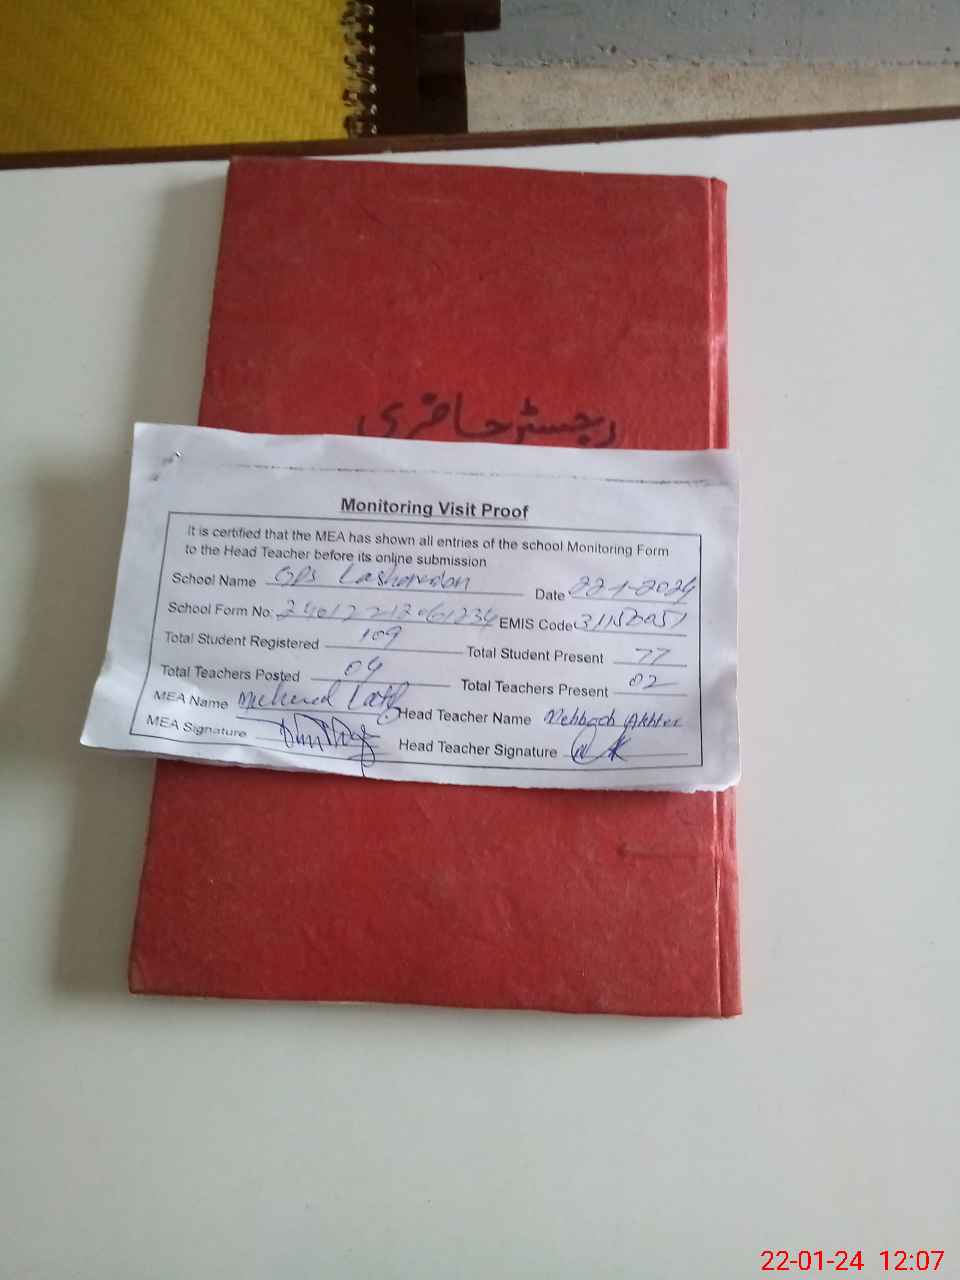 رجسٹر حاضری
Monitoring Visit Proof
It is certified that the MEA has shown all entries of the school Monitoring Form
to the Head Teacher before its online submission
School Name GPS Date 22-1-2024
School Form No: EMIS Code
Total Student Registered 109 Total Student Present 77
Total Teachers Posted 04 Total Teachers Present 02
MEA Name Head Teacher Name Akhter
MEA Signature Head Teacher Signature
22-01-24 12:07